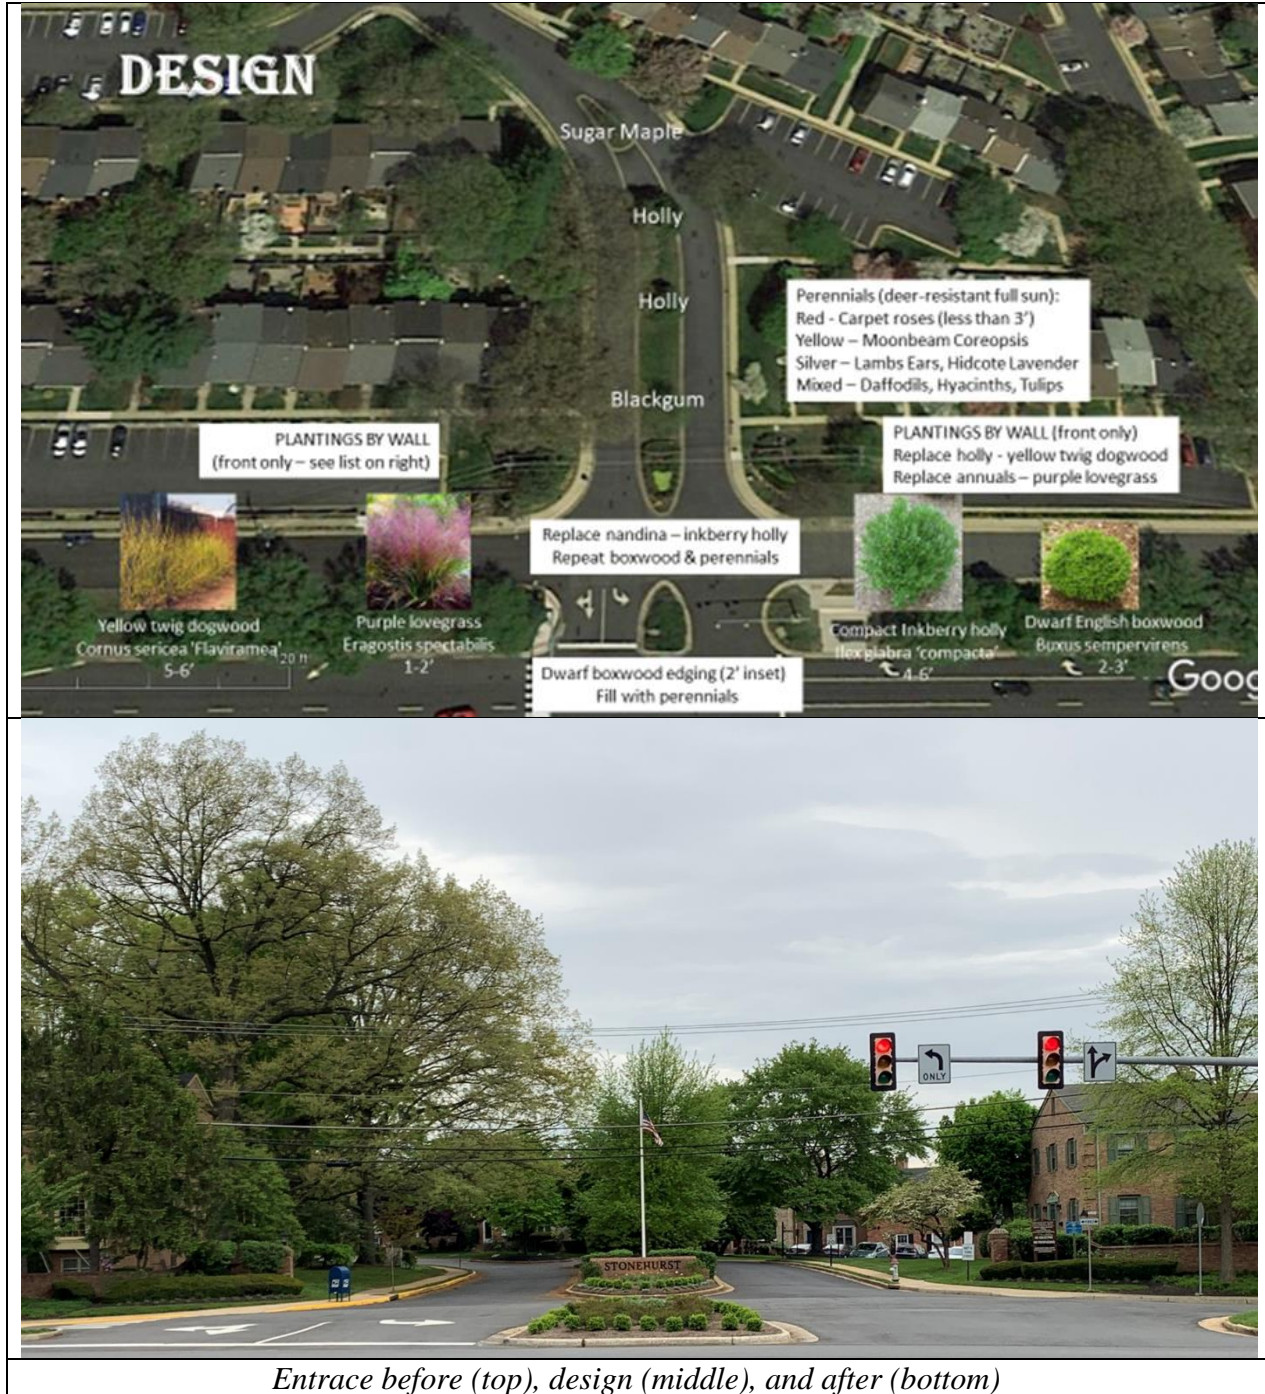 DESIGN
Sugar Maple
Holly
Holly
Blackgum
Perennials (deer-resistant full sun):
Red - Carpet roses (less than 3')
Yellow – Moonbeam Coreopsis
Silver – Lambs Ears, Hidcote Lavender
Mixed – Daffodils, Hyacinths, Tulips
PLANTINGS BY WALL
(front only – see list on right)
PLANTINGS BY WALL (front only)
Replace holly - yellow twig dogwood
Replace annuals – purple lovegrass
Replace nandina – inkberry holly
Repeat boxwood & perennials
Yellow twig dogwood
Cornus sericea 'Flaviramea'
5-6'
Purple lovegrass
Eragostis spectabilis
1-2'
Compact Inkberry holly
Ilex glabra 'compacta'
4-6'
Dwarf English boxwood
Buxus sempervirens
2-3'
20 ft
Dwarf boxwood edging (2' inset)
Fill with perennials
Goog
ONLY
STONEHURST
Entrace before (top), design (middle), and after (bottom)